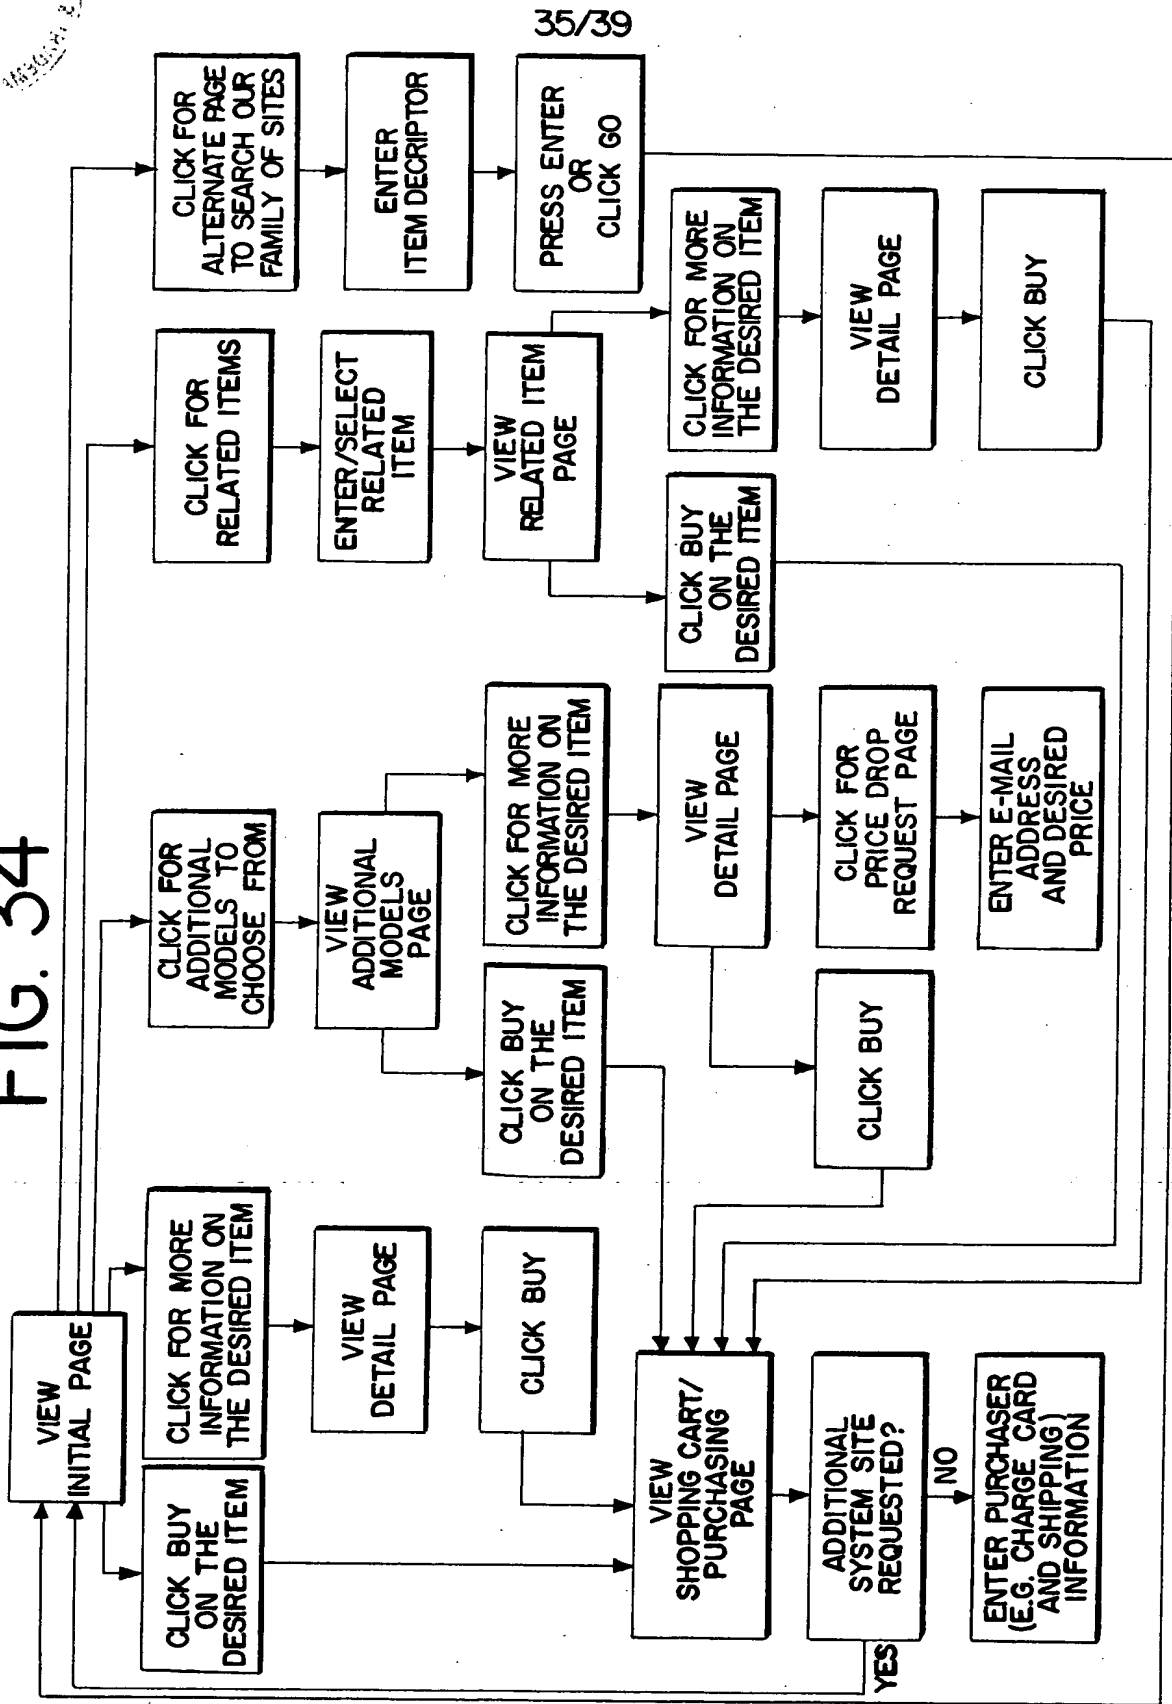 35/39
FIG. 34
VIEW
INITIAL PAGE
CLICK BUY
ON THE
DESIRED ITEM
CLICK FOR MORE
INFORMATION ON
THE DESIRED ITEM
VIEW
DETAIL PAGE
CLICK BUY
CLICK FOR
ADDITIONAL
MODELS TO
CHOOSE FROM
VIEW
ADDITIONAL
MODELS
PAGE
CLICK BUY
ON THE
DESIRED ITEM
CLICK FOR MORE
INFORMATION ON
THE DESIRED ITEM
VIEW
DETAIL PAGE
CLICK BUY
CLICK FOR
PRICE DROP
REQUEST PAGE
ENTER E-MAIL
ADDRESS
AND DESIRED
PRICE
CLICK FOR
RELATED ITEMS
ENTER/SELECT
RELATED
ITEM
VIEW
RELATED ITEM
PAGE
CLICK BUY
ON THE
DESIRED ITEM
CLICK FOR MORE
INFORMATION ON
THE DESIRED ITEM
VIEW
DETAIL PAGE
CLICK BUY
CLICK FOR
ALTERNATE PAGE
TO SEARCH OUR
FAMILY OF SITES
ENTER
ITEM DECRIPTOR
PRESS ENTER
OR
CLICK GO
VIEW
SHOPPING CART/
PURCHASING
PAGE
ADDITIONAL
SYSTEM SITE
REQUESTED?
YES
NO
ENTER PURCHASER
(E.G. CHARGE CARD
AND SHIPPING)
INFORMATION